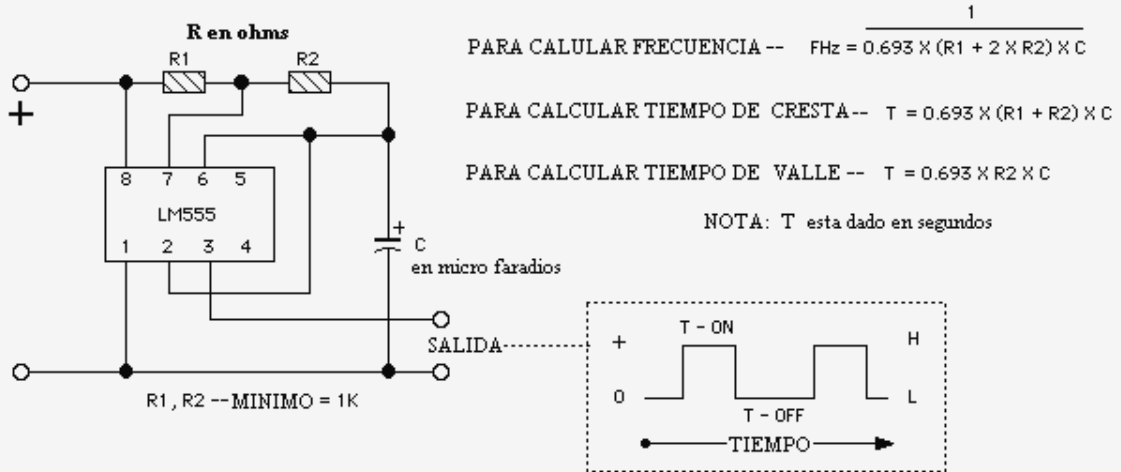 R en ohms
R1
R2
+
8 7 6 5
LM555
1 2 3 4
+
C
en micro faradios
SALIDA
R1, R2 -- MINIMO = 1K
PARA CALULAR FRECUENCIA -- FHz = 1 / 0.693 X (R1 + 2 X R2) X C
PARA CALCULAR TIEMPO DE CRESTA -- T = 0.693 X (R1 + R2) X C
PARA CALCULAR TIEMPO DE VALLE -- T = 0.693 X R2 X C
NOTA: T esta dado en segundos
T - ON
+
H
0
L
T - OFF
TIEMPO